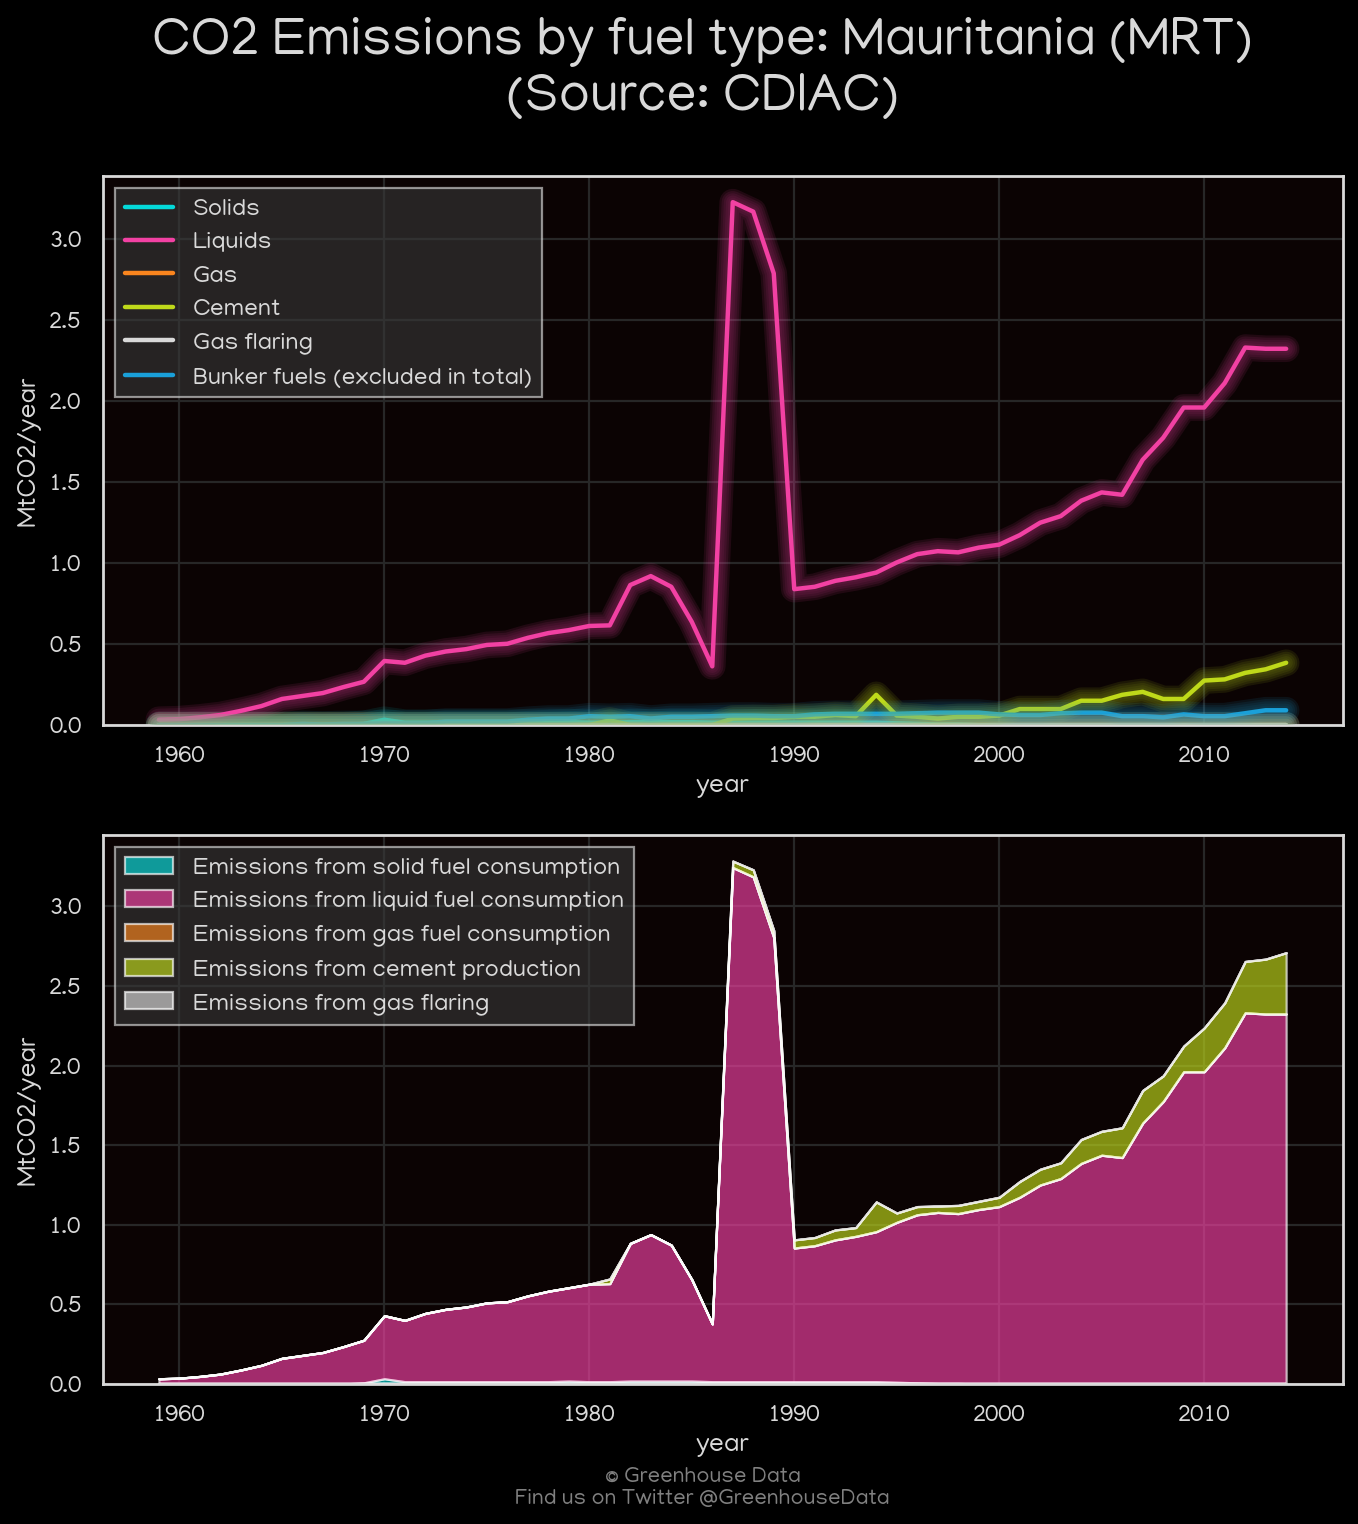 CO2 Emissions by fuel type: Mauritania (MRT)
(Source: CDIAC)
Solids
Liquids
Gas
Cement
Gas flaring
Bunker fuels (excluded in total)
MtCO2/year
3.0
2.5
2.0
1.5
1.0
0.5
0.0
1960 1970 1980 1990 2000 2010
year
Emissions from solid fuel consumption
Emissions from liquid fuel consumption
Emissions from gas fuel consumption
Emissions from cement production
Emissions from gas flaring
MtCO2/year
3.0
2.5
2.0
1.5
1.0
0.5
0.0
1960 1970 1980 1990 2000 2010
year
© Greenhouse Data
Find us on Twitter @GreenhouseData